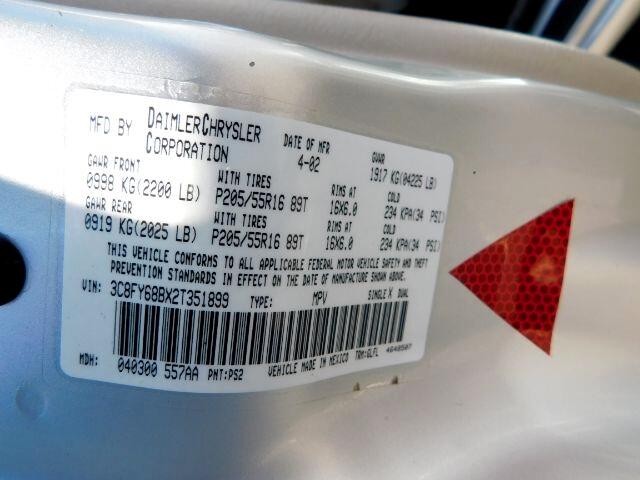 MFD BY DAIMLERCHRYSLER CORPORATION DATE OF MFR 4-02 GVWR 1917 KG(04225 LB)
GAWR FRONT WITH TIRES RIMS AT COLD
0998 KG(2200 LB) P205/55R16 89T 16X6.0 234 KPA(34 PSI)
GAWR REAR WITH TIRES RIMS AT COLD
0919 KG(2025 LB) P205/55R16 89T 16X6.0 234 KPA(34 PSI)
THIS VEHICLE CONFORMS TO ALL APPLICABLE FEDERAL MOTOR VEHICLE SAFETY AND THEFT
PREVENTION STANDARDS IN EFFECT ON THE DATE OF MANUFACTURE SHOWN ABOVE.
VIN: 3C8FY68BX2T351899 TYPE: MPV SINGLE X DUAL
MDH: 040300 557AA PNT:PS2 VEHICLE MADE IN MEXICO TRM:GLFL 4648507